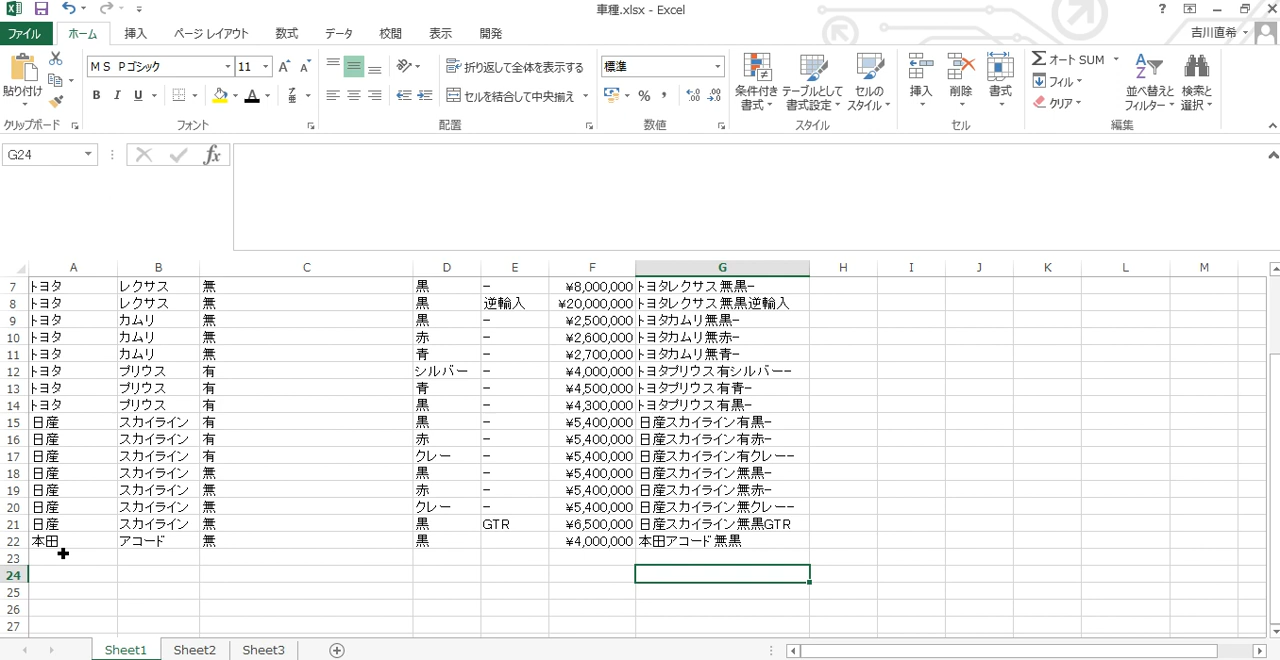 車種.xlsx - Excel
ファイル ホーム 挿入 ページ レイアウト 数式 データ 校閲 表示 開発 吉川直希
貼り付け ＭＳ Ｐゴシック 11 折り返して全体を表示する 標準 条件付き書式 テーブルとして書式設定 セルのスタイル 挿入 削除 書式 オート SUM 並べ替えとフィルター 検索と選択
B I U セルを結合して中央揃え % , フィル
クリア
クリップボード フォント 配置 数値 スタイル セル 編集
G24 fx
A B C D E F G H I J K L M
7 トヨタ レクサス 無 黒 - ¥8,000,000 トヨタレクサス無黒-
8 トヨタ レクサス 無 黒 逆輸入 ¥20,000,000 トヨタレクサス無黒逆輸入
9 トヨタ カムリ 無 黒 - ¥2,500,000 トヨタカムリ無黒-
10 トヨタ カムリ 無 赤 - ¥2,600,000 トヨタカムリ無赤-
11 トヨタ カムリ 無 青 - ¥2,700,000 トヨタカムリ無青-
12 トヨタ プリウス 有 シルバー - ¥4,000,000 トヨタプリウス有シルバー-
13 トヨタ プリウス 有 青 - ¥4,500,000 トヨタプリウス有青-
14 トヨタ プリウス 有 黒 - ¥4,300,000 トヨタプリウス有黒-
15 日産 スカイライン 有 黒 - ¥5,400,000 日産スカイライン有黒-
16 日産 スカイライン 有 赤 - ¥5,400,000 日産スカイライン有赤-
17 日産 スカイライン 有 クレー - ¥5,400,000 日産スカイライン有クレー-
18 日産 スカイライン 無 黒 - ¥5,400,000 日産スカイライン無黒-
19 日産 スカイライン 無 赤 - ¥5,400,000 日産スカイライン無赤-
20 日産 スカイライン 無 クレー - ¥5,400,000 日産スカイライン無クレー-
21 日産 スカイライン 無 黒 GTR ¥6,500,000 日産スカイライン無黒GTR
22 本田 アコード 無 黒 ¥4,000,000 本田アコード無黒
23
24
25
26
27
Sheet1 Sheet2 Sheet3